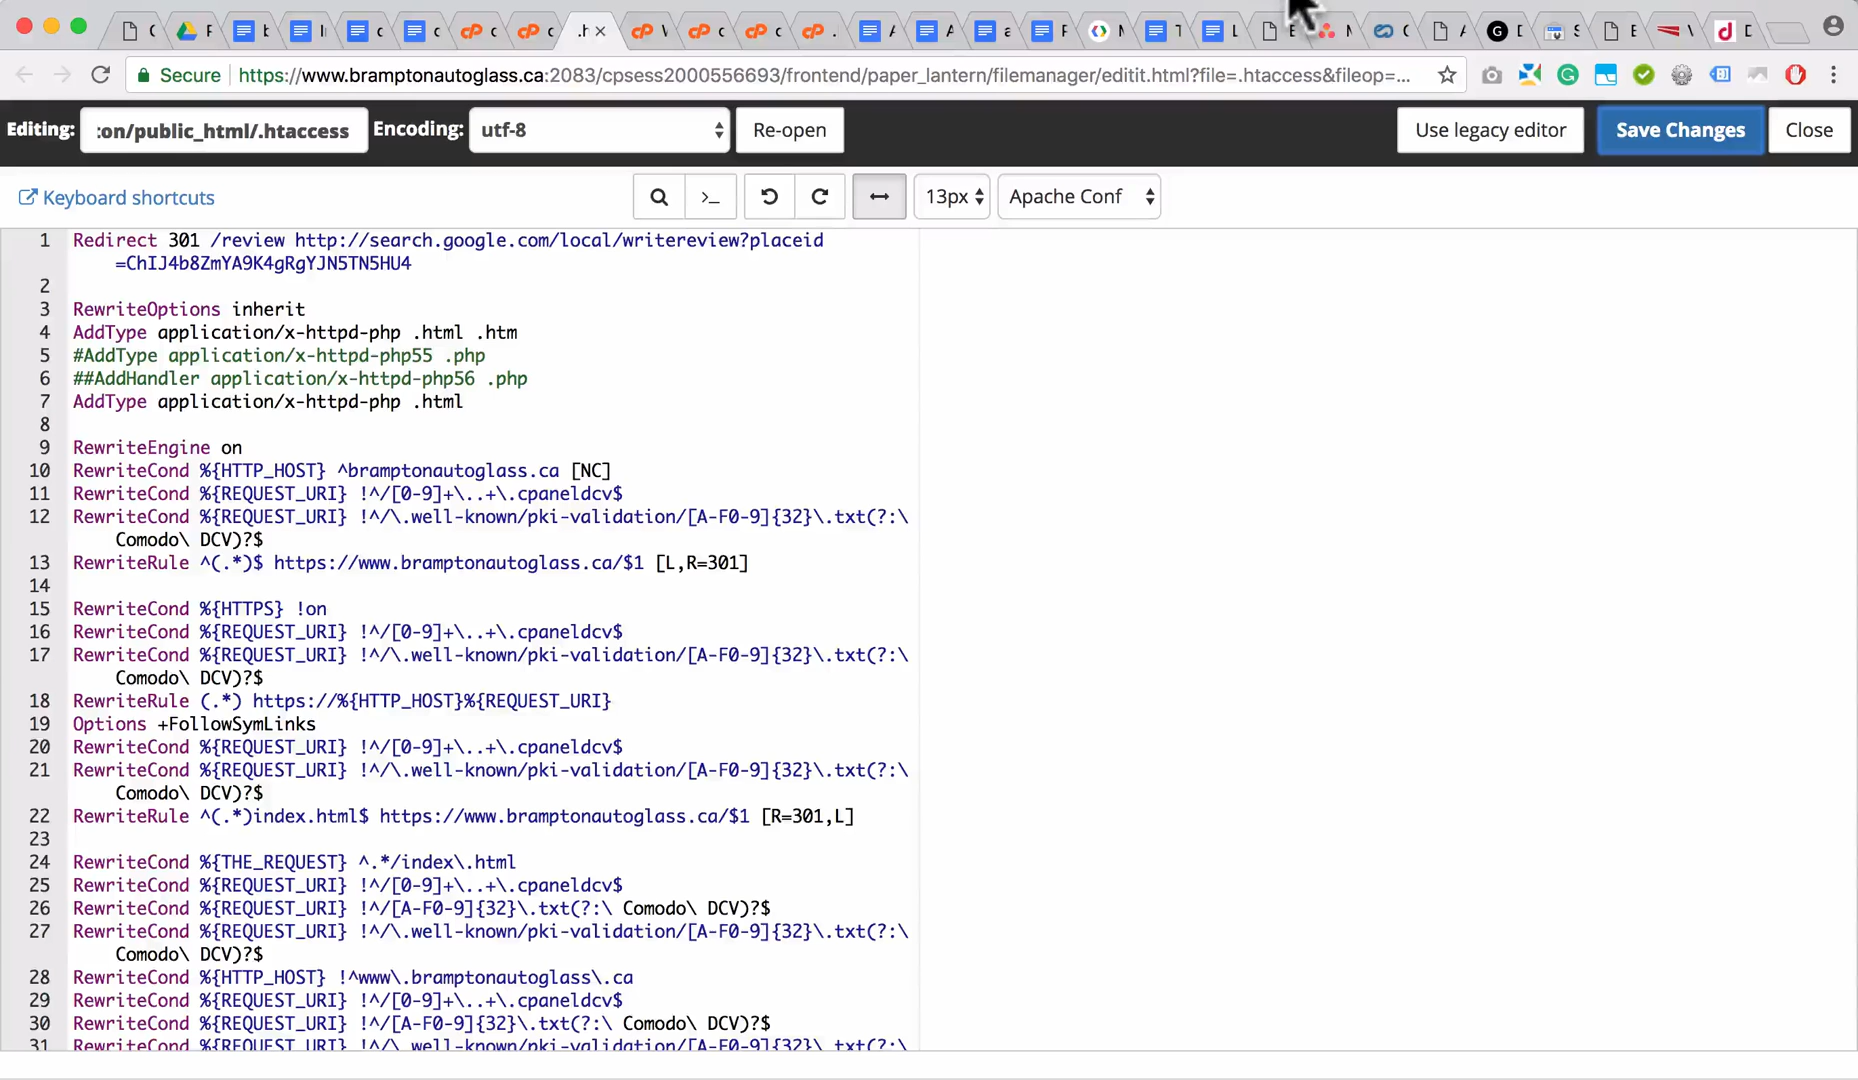 C
F
b
I
c
c
c
c
.h
W
c
c
.
A
A
a
F
M
T
L
E
M
C
A
D
S
E
V
D
Secure https://www.bramptonautoglass.ca:2083/cpsess2000556693/frontend/paper_lantern/filemanager/editit.html?file=.htaccess&fileop=...
Editing: :on/public_html/.htaccess Encoding: utf-8 Re-open Use legacy editor Save Changes Close
Keyboard shortcuts >_ 13px Apache Conf
1 Redirect 301 /review http://search.google.com/local/writereview?placeid
=ChIJ4b8ZmYA9K4gRgYJN5TN5HU4
2
3 RewriteOptions inherit
4 AddType application/x-httpd-php .html .htm
5 #AddType application/x-httpd-php55 .php
6 ##AddHandler application/x-httpd-php56 .php
7 AddType application/x-httpd-php .html
8
9 RewriteEngine on
10 RewriteCond %{HTTP_HOST} ^bramptonautoglass.ca [NC]
11 RewriteCond %{REQUEST_URI} !^/[0-9]+\..+\.cpaneldcv$
12 RewriteCond %{REQUEST_URI} !^/\.well-known/pki-validation/[A-F0-9]{32}\.txt(?:\
Comodo\ DCV)?$
13 RewriteRule ^(.*)$ https://www.bramptonautoglass.ca/$1 [L,R=301]
14
15 RewriteCond %{HTTPS} !on
16 RewriteCond %{REQUEST_URI} !^/[0-9]+\..+\.cpaneldcv$
17 RewriteCond %{REQUEST_URI} !^/\.well-known/pki-validation/[A-F0-9]{32}\.txt(?:\
Comodo\ DCV)?$
18 RewriteRule (.*) https://%{HTTP_HOST}%{REQUEST_URI}
19 Options +FollowSymLinks
20 RewriteCond %{REQUEST_URI} !^/[0-9]+\..+\.cpaneldcv$
21 RewriteCond %{REQUEST_URI} !^/\.well-known/pki-validation/[A-F0-9]{32}\.txt(?:\
Comodo\ DCV)?$
22 RewriteRule ^(.*)index.html$ https://www.bramptonautoglass.ca/$1 [R=301,L]
23
24 RewriteCond %{THE_REQUEST} ^.*/index\.html
25 RewriteCond %{REQUEST_URI} !^/[0-9]+\..+\.cpaneldcv$
26 RewriteCond %{REQUEST_URI} !^/[A-F0-9]{32}\.txt(?:\ Comodo\ DCV)?$
27 RewriteCond %{REQUEST_URI} !^/\.well-known/pki-validation/[A-F0-9]{32}\.txt(?:\
Comodo\ DCV)?$
28 RewriteCond %{HTTP_HOST} !^www\.bramptonautoglass\.ca
29 RewriteCond %{REQUEST_URI} !^/[0-9]+\..+\.cpaneldcv$
30 RewriteCond %{REQUEST_URI} !^/[A-F0-9]{32}\.txt(?:\ Comodo\ DCV)?$
31 RewriteCond %{REQUEST_URI} !^/\.well-known/pki-validation/[A-F0-9]{32}\.txt(?:\